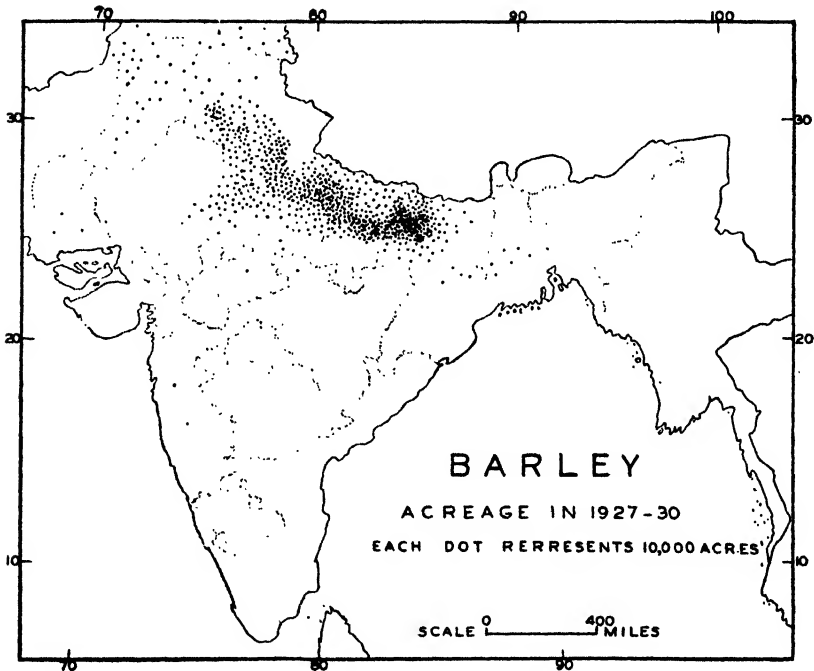 70 80 90 100
30 30
20 20
BARLEY
ACREAGE IN 1927-30
EACH DOT RERRESENTS 10,000 ACRES
10 10
0 400
SCALE MILES
70 80 90